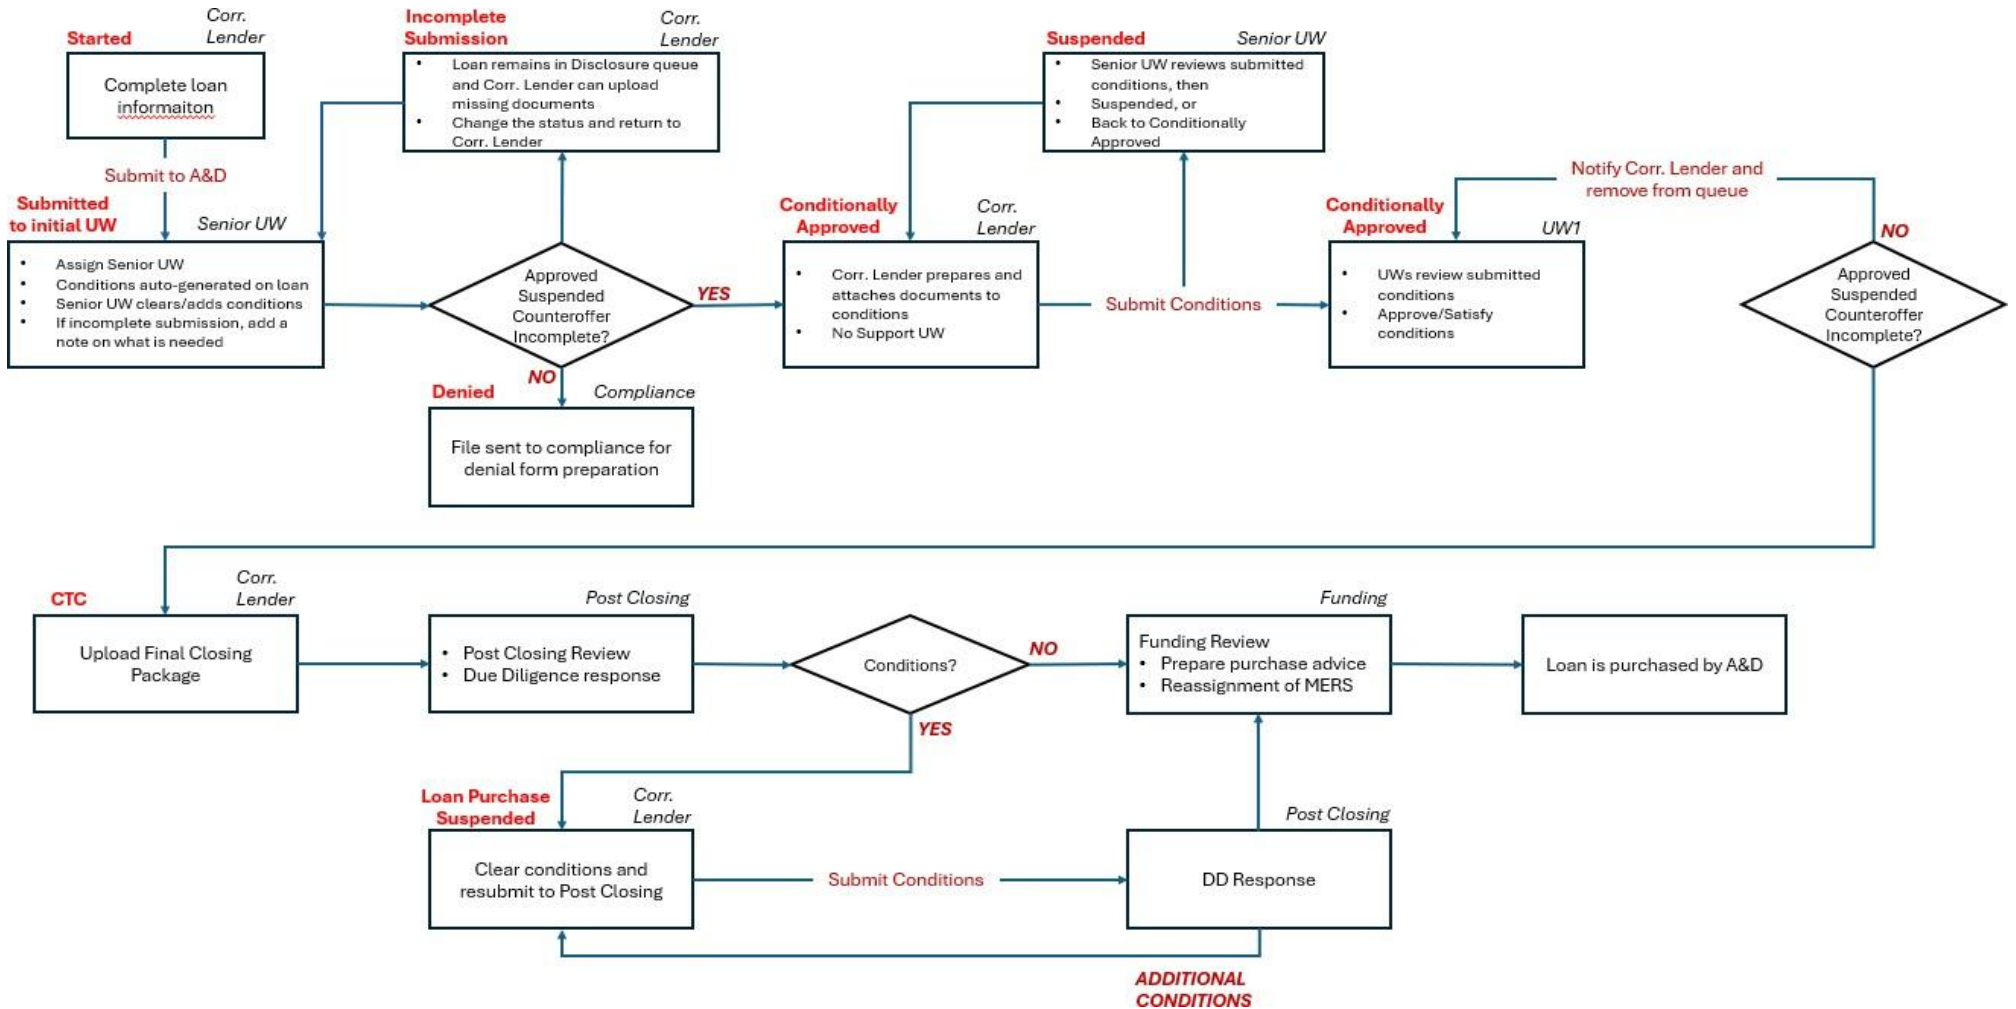 Started
Corr.
Lender
Complete loan
informaiton
Submit to A&D
Submitted
to initial UW
Senior UW
• Assign Senior UW
• Conditions auto-generated on loan
• Senior UW clears/adds conditions
• If incomplete submission, add a
note on what is needed
Incomplete
Submission
Corr.
Lender
• Loan remains in Disclosure queue
and Corr. Lender can upload
missing documents
• Change the status and return to
Corr. Lender
Approved
Suspended
Counteroffer
Incomplete?
YES
NO
Denied
Compliance
File sent to compliance for
denial form preparation
Conditionally
Approved
Corr.
Lender
• Corr. Lender prepares and
attaches documents to
conditions
• No Support UW
Suspended
Senior UW
• Senior UW reviews submitted
conditions, then
• Suspended, or
• Back to Conditionally
Approved
Submit Conditions
Conditionally
Approved
UW1
• UWs review submitted
conditions
• Approve/Satisfy
conditions
Notify Corr. Lender and
remove from queue
NO
Approved
Suspended
Counteroffer
Incomplete?
CTC
Corr.
Lender
Upload Final Closing
Package
Post Closing
• Post Closing Review
• Due Diligence response
Conditions?
NO
YES
Funding
Funding Review
• Prepare purchase advice
• Reassignment of MERS
Loan is purchased by A&D
Loan Purchase
Suspended
Corr.
Lender
Clear conditions and
resubmit to Post Closing
Submit Conditions
Post Closing
DD Response
ADDITIONAL
CONDITIONS